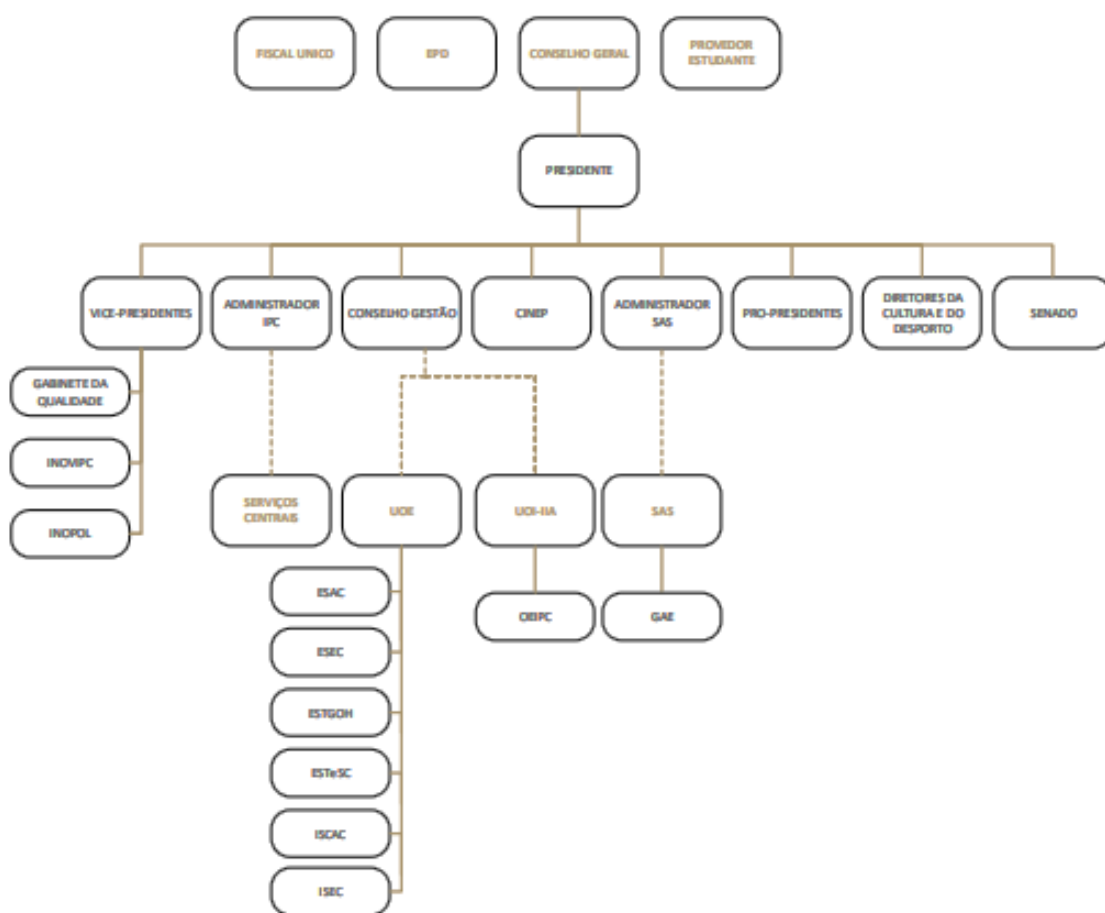 FISCAL UNICO
EPD
CONSELHO GERAL
PROVEDOR
ESTUDANTE
PRESIDENTE
VICE-PRESIDENTES
ADMINISTRADOR
IPC
CONSELHO GESTÃO
CINEP
ADMINISTRADOR
SAS
PRO-PRESIDENTES
DIRETORES DA
CULTURA E DO
DESPORTO
SENADO
GABINETE DA
QUALIDADE
INOVIPC
INOPOL
SERVIÇOS
CENTRAIS
UOE
UOI-IIA
SAS
ESAC
ESEC
ESTGOH
ESTeSC
ISCAC
ISEC
CIEIPC
GAE